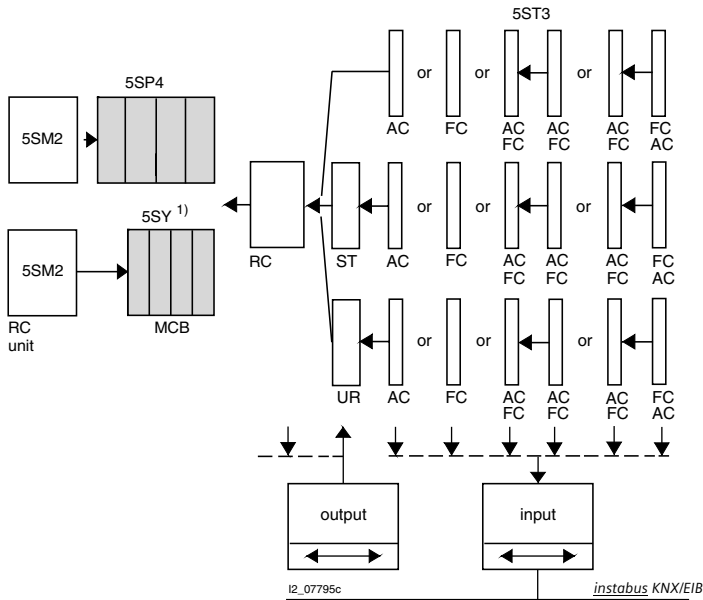 5ST3
5SP4
5SM2
AC or FC or AC AC or AC FC
FC FC FC AC
5SY 1)
5SM2
RC
unit
MCB
RC ST AC or FC or AC AC or AC FC
FC FC FC AC
UR AC or FC or AC AC or AC FC
FC FC FC AC
output
input
I2_07795c
instabus KNX/EIB